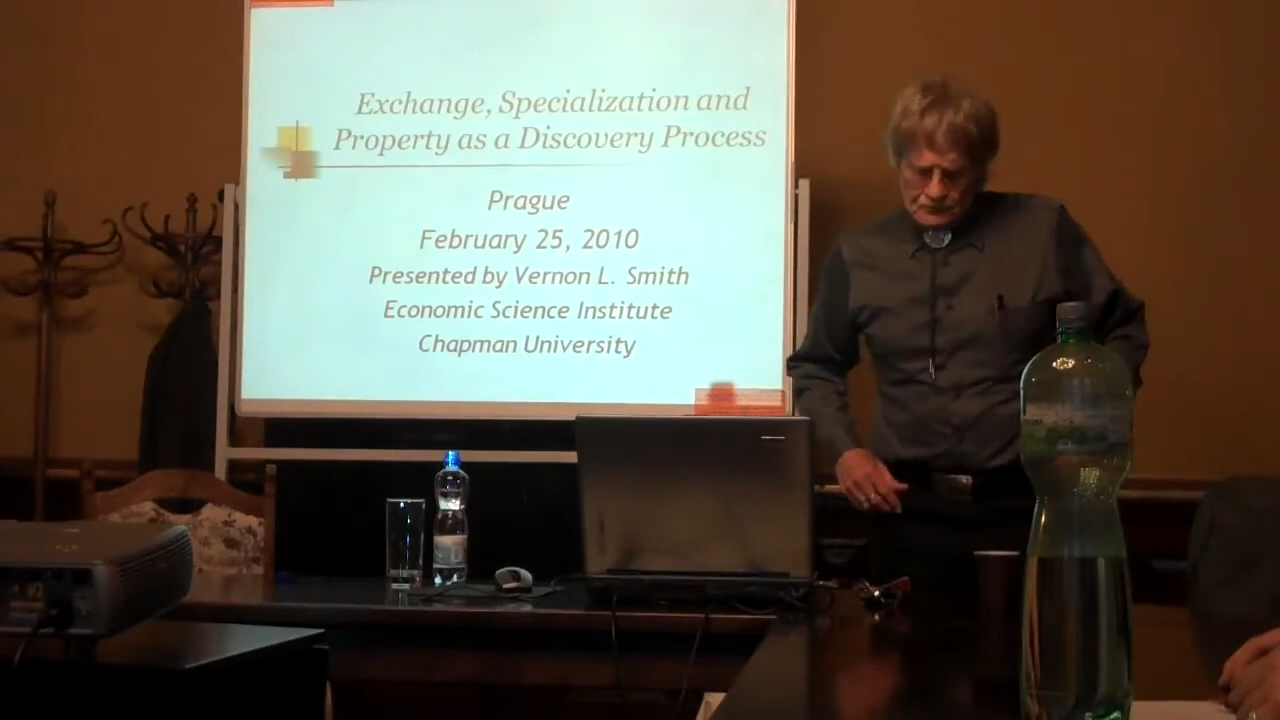 Exchange, Specialization and
Property as a Discovery Process
Prague
February 25, 2010
Presented by Vernon L. Smith
Economic Science Institute
Chapman University